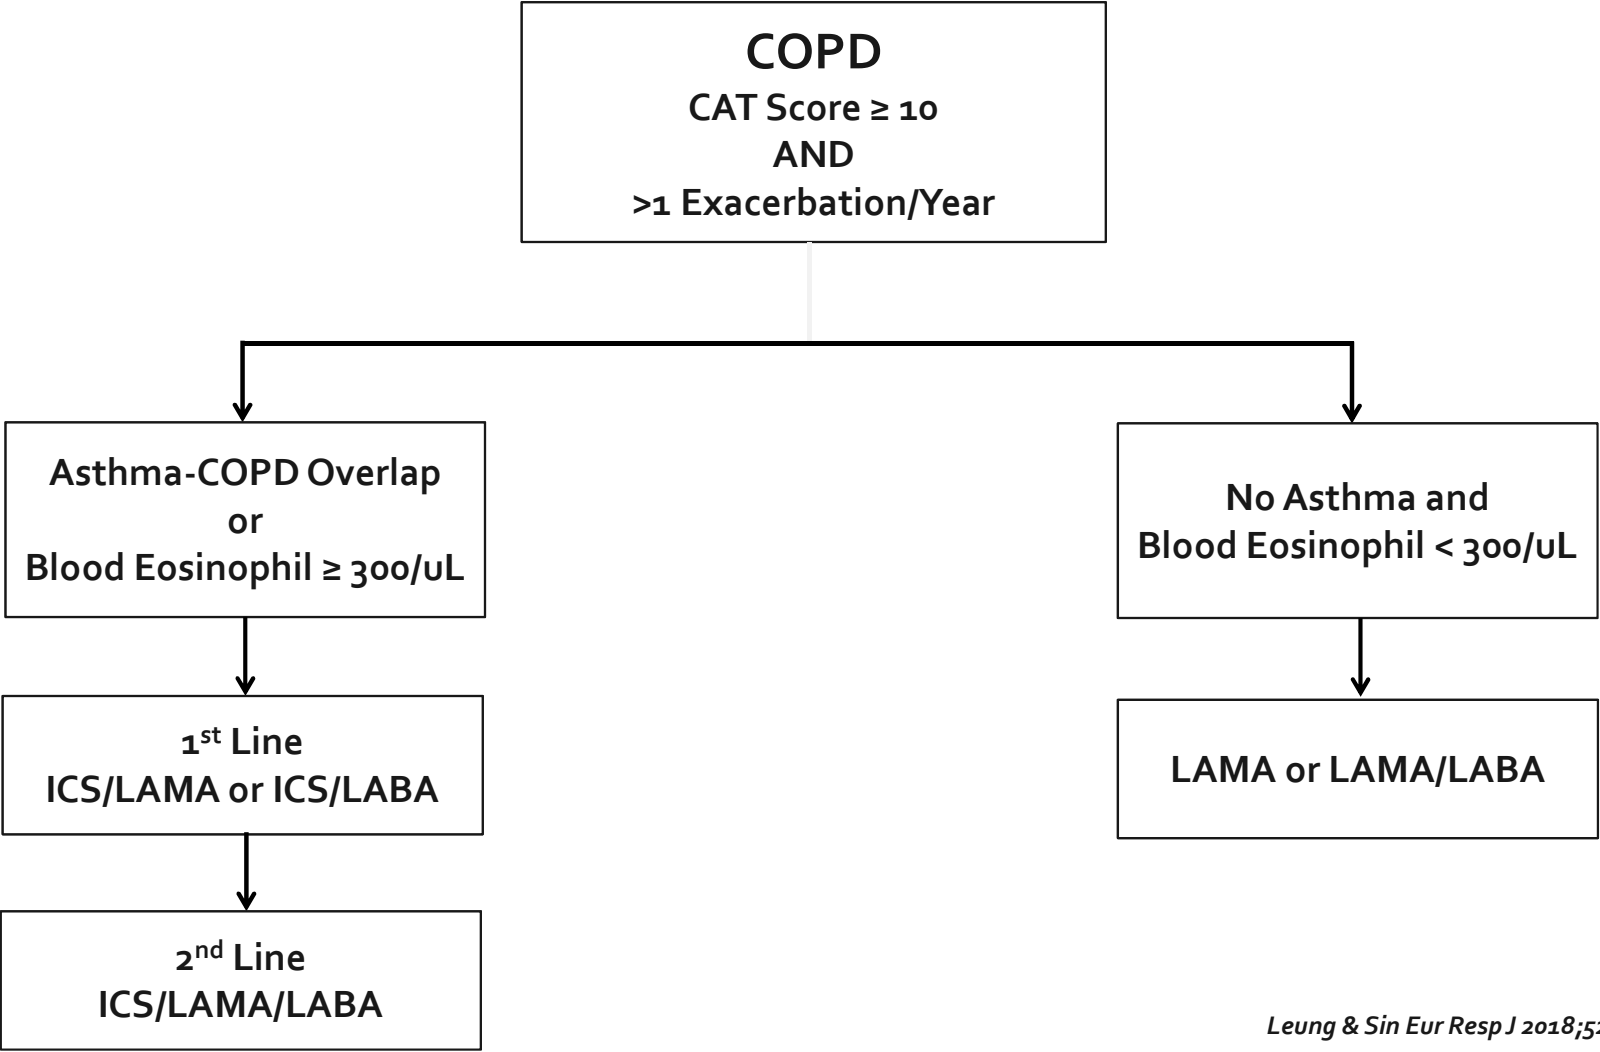 COPD
CAT Score ≥ 10
AND
>1 Exacerbation/Year
Asthma-COPD Overlap
or
Blood Eosinophil ≥ 300/uL
No Asthma and
Blood Eosinophil < 300/uL
1st Line
ICS/LAMA or ICS/LABA
LAMA or LAMA/LABA
2nd Line
ICS/LAMA/LABA
Leung & Sin Eur Resp J 2018;52